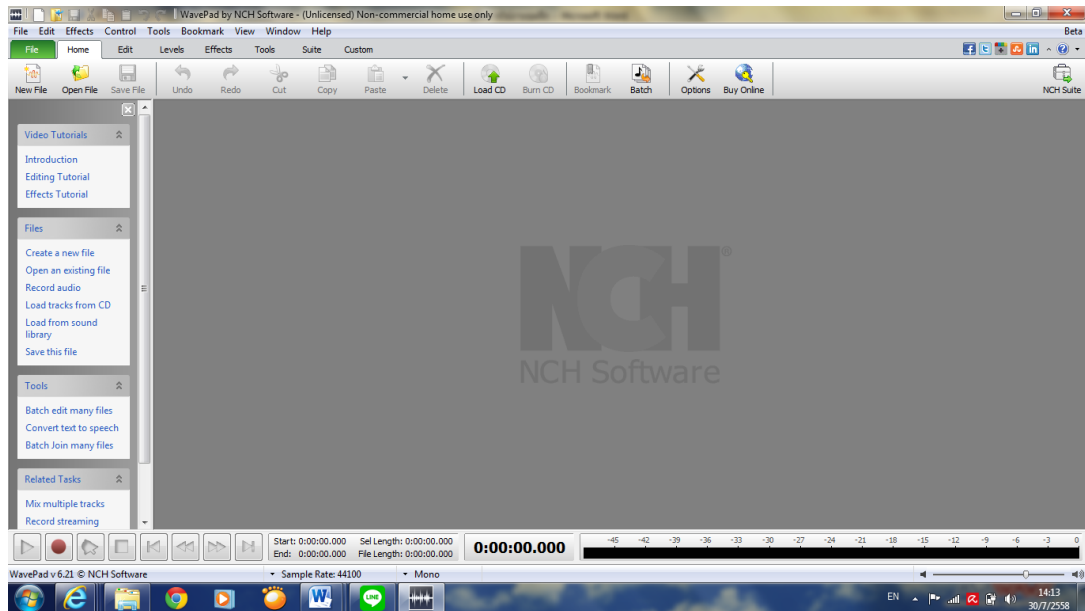 WavePad by NCH Software - (Unlicensed) Non-commercial home use only
File Edit Effects Control Tools Bookmark View Window Help Beta
File Home Edit Levels Effects Tools Suite Custom
New File Open File Save File Undo Redo Cut Copy Paste Delete Load CD Burn CD Bookmark Batch Options Buy Online NCH Suite
Video Tutorials
Introduction
Editing Tutorial
Effects Tutorial
Files
Create a new file
Open an existing file
Record audio
Load tracks from CD
Load from sound
library
Save this file
Tools
Batch edit many files
Convert text to speech
Batch Join many files
Related Tasks
Mix multiple tracks
Record streaming
NCH®
NCH Software
Start: 0:00:00.000 Sel Length: 0:00:00.000
End: 0:00:00.000 File Length: 0:00:00.000
0:00:00.000
-45 -42 -39 -36 -33 -30 -27 -24 -21 -18 -15 -12 -9 -6 -3 0
WavePad v 6.21 © NCH Software Sample Rate: 44100 Mono
EN 14:13
30/7/2558